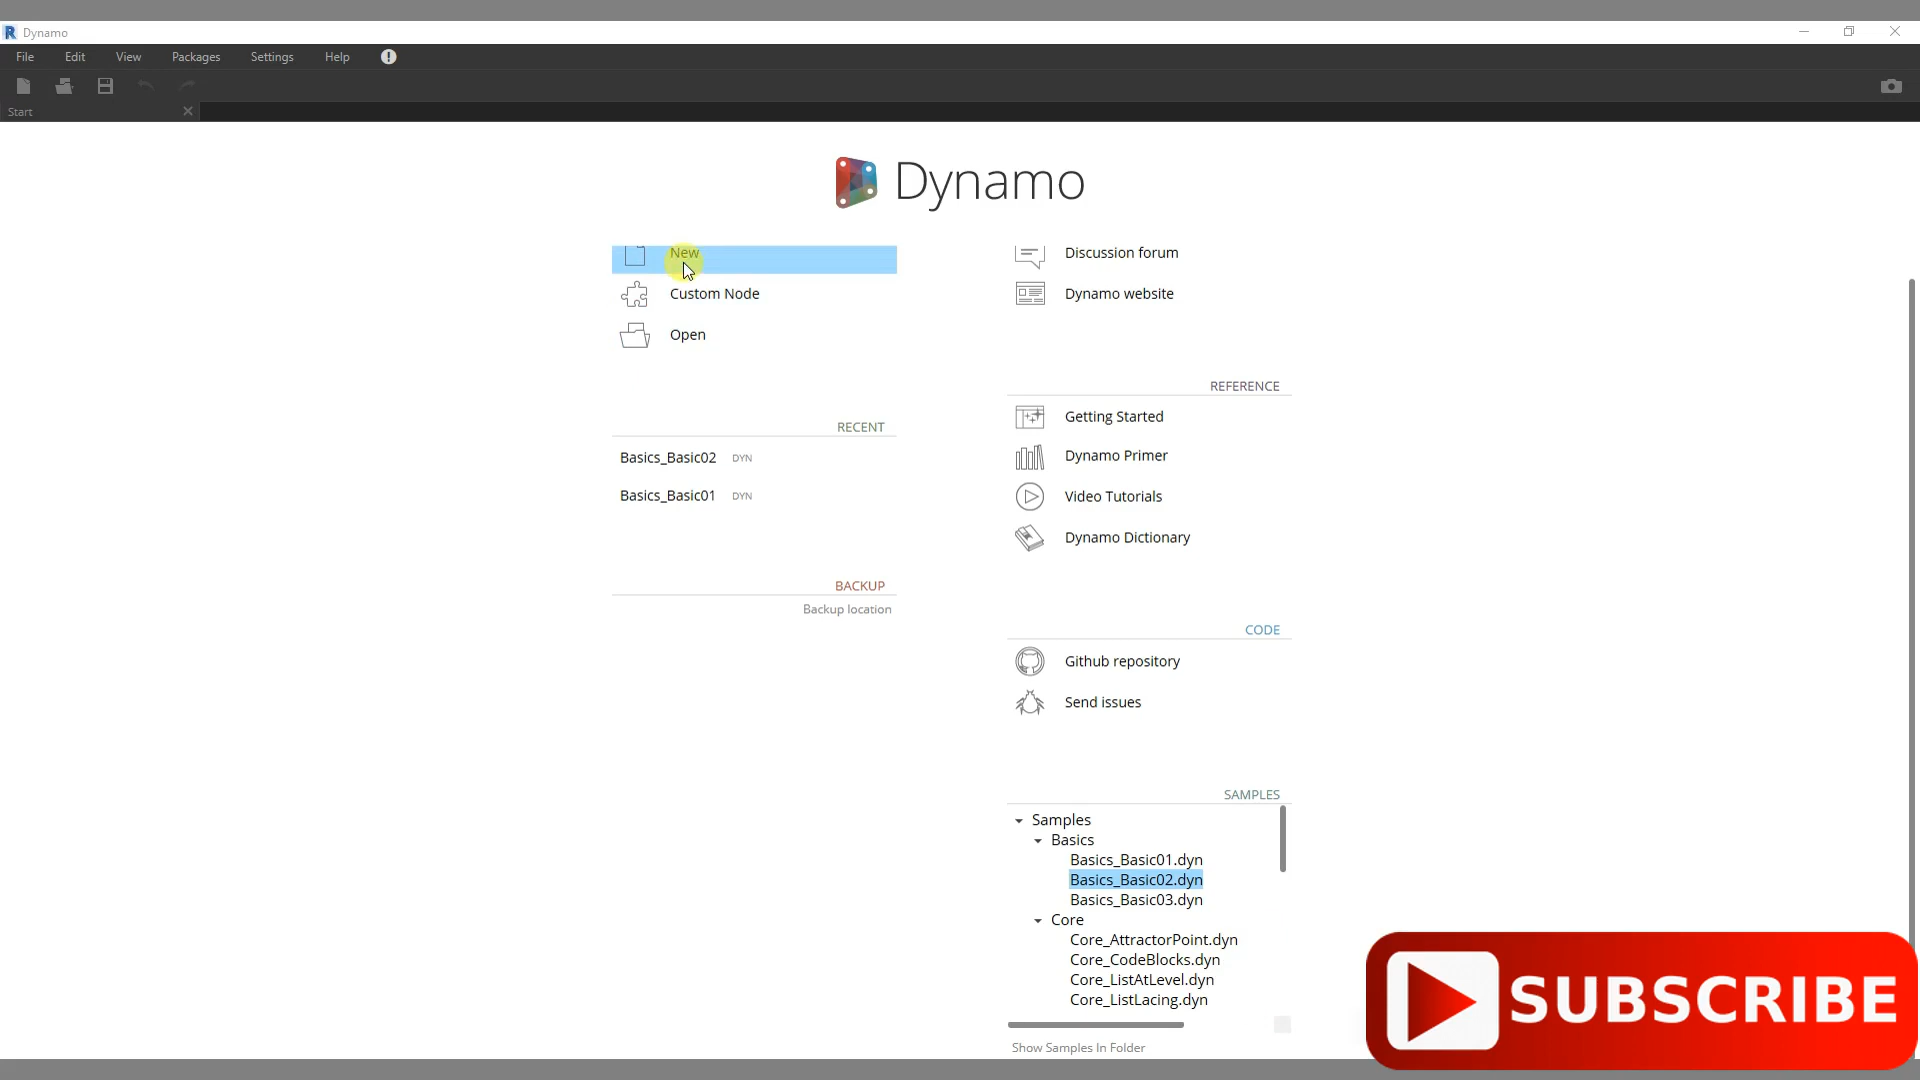 Dynamo
File Edit View Packages Settings Help
Start
Dynamo
New
Custom Node
Open
RECENT
Basics_Basic02 DYN
Basics_Basic01 DYN
BACKUP
Backup location
Discussion forum
Dynamo website
REFERENCE
Getting Started
Dynamo Primer
Video Tutorials
Dynamo Dictionary
CODE
Github repository
Send issues
SAMPLES
Samples
Basics
Basics_Basic01.dyn
Basics_Basic02.dyn
Basics_Basic03.dyn
Core
Core_AttractorPoint.dyn
Core_CodeBlocks.dyn
Core_ListAtLevel.dyn
Core_ListLacing.dyn
Show Samples In Folder
SUBSCRIBE